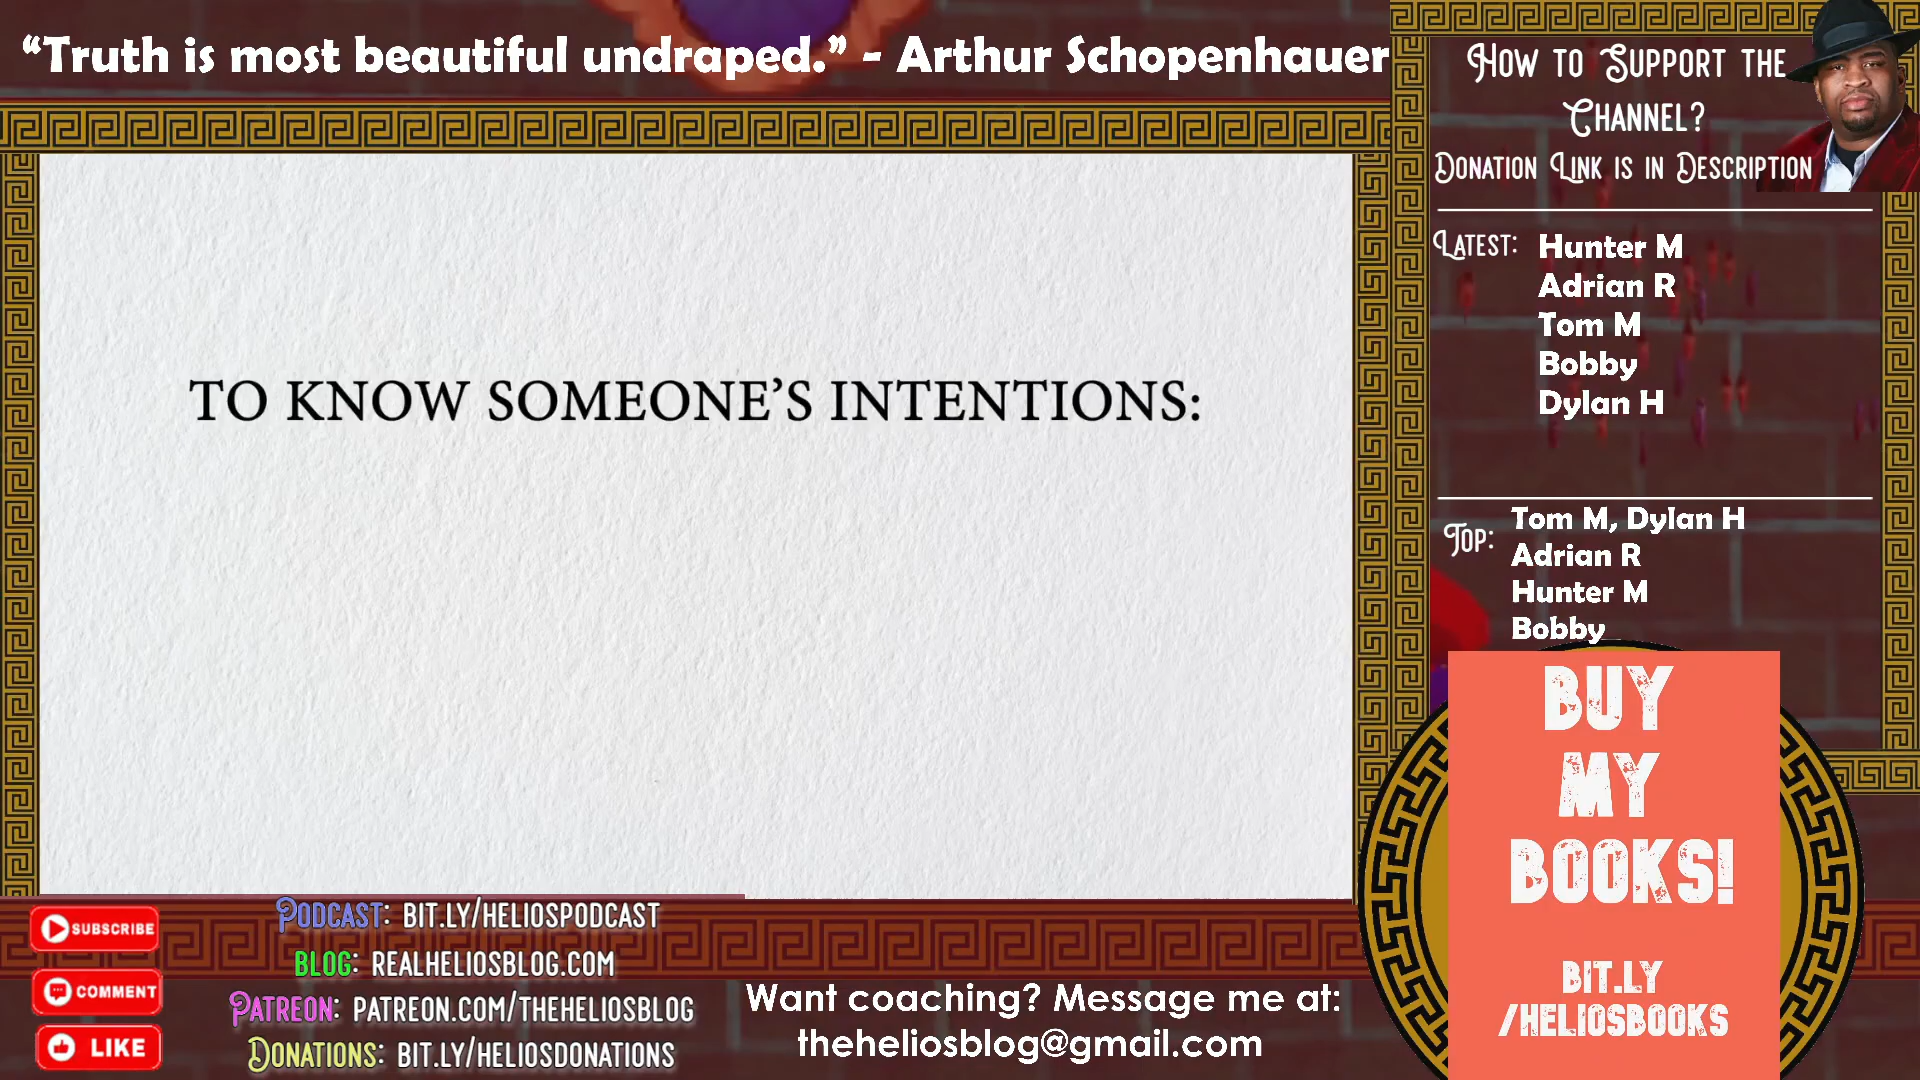 “Truth is most beautiful undraped.” - Arthur Schopenhauer
TO KNOW SOMEONE’S INTENTIONS:
How to Support the
Channel?
Donation Link is in Description
Latest:
Hunter M
Adrian R
Tom M
Bobby
Dylan H
Top:
Tom M, Dylan H
Adrian R
Hunter M
Bobby
BUY
MY
BOOKS!
BIT.LY
/HELIOSBOOKS
SUBSCRIBE
COMMENT
LIKE
Podcast: BIT.LY/HELIOSPODCAST
BLOG: REALHELIOSBLOG.COM
Patreon: PATREON.COM/THEHELIOSBLOG
Donations: BIT.LY/HELIOSDONATIONS
Want coaching? Message me at:
theheliosblog@gmail.com